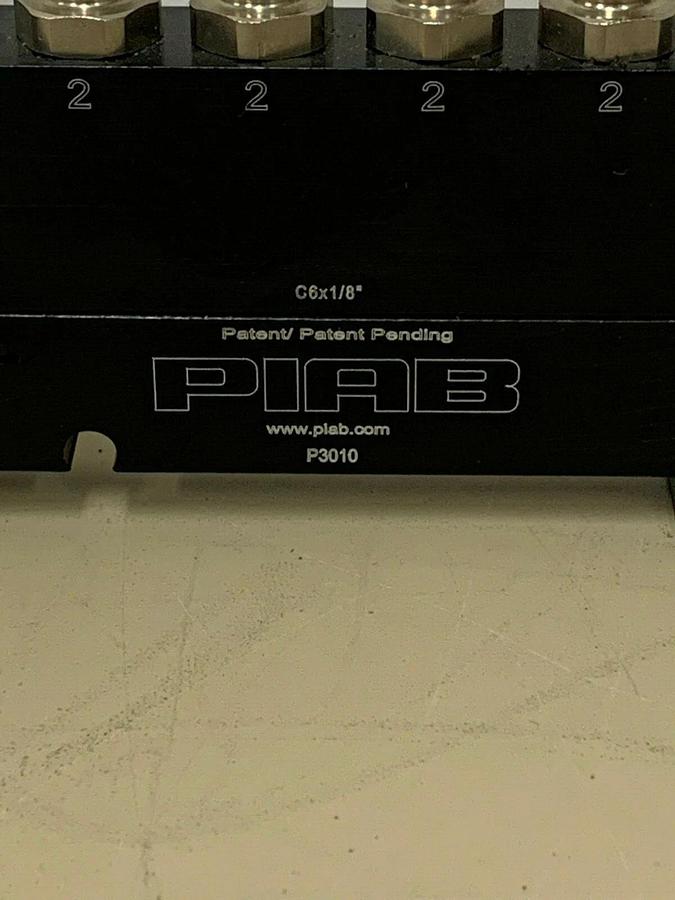 2 2 2 2
C6x1/8"
Patent/ Patent Pending
PIAB
www.piab.com
P3010